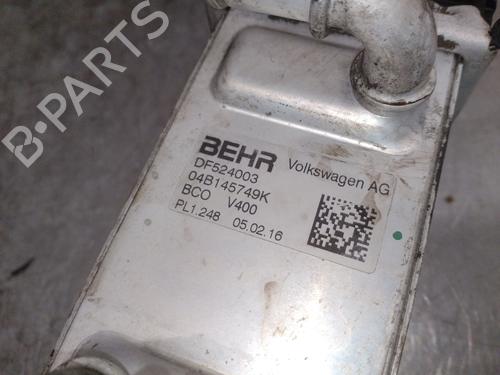 B-PARTS
BEHR Volkswagen AG
DF524003
04B145749K
BCO V400
PL1.248 05.02.16